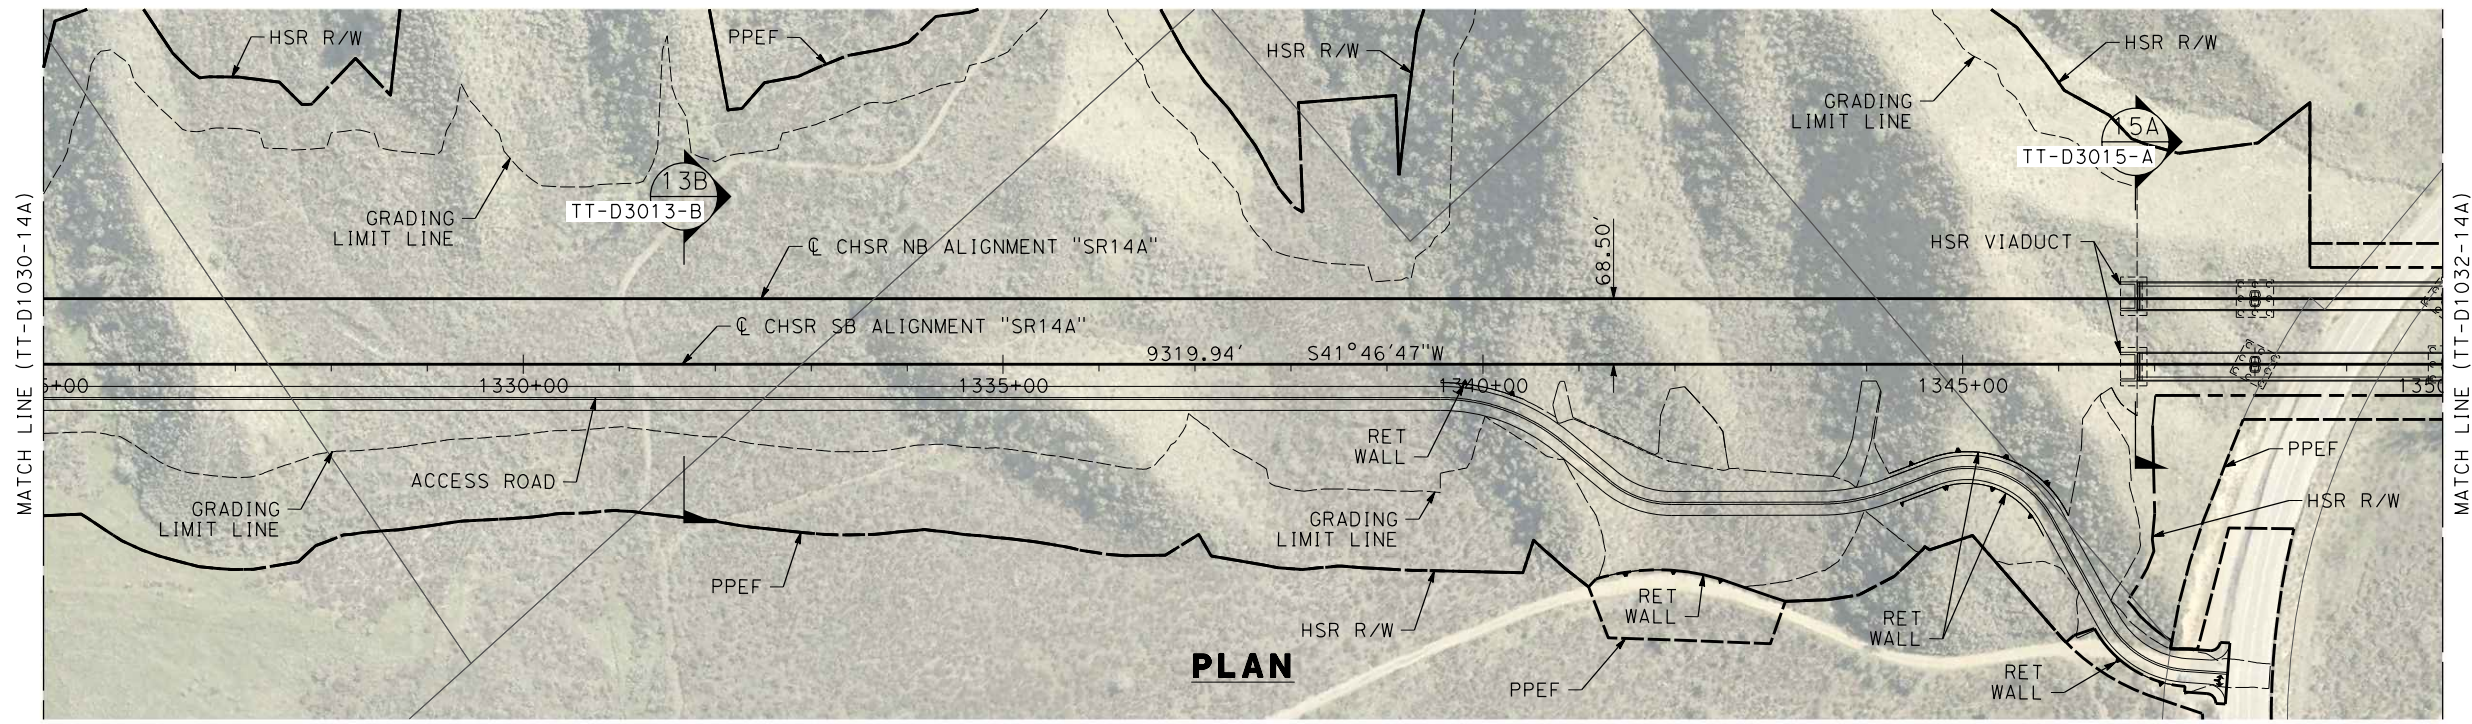 HSR R/W
PPEF
HSR R/W
HSR R/W
GRADING
LIMIT LINE
15A
TT-D3015-A
13B
TT-D3013-B
GRADING
LIMIT LINE
MATCH LINE (TT-D1030-14A)
MATCH LINE (TT-D1032-14A)
℄ CHSR NB ALIGNMENT "SR14A"
68.50'
HSR VIADUCT
℄ CHSR SB ALIGNMENT "SR14A"
9319.94' S41°46'47"W
5+00
1330+00
1335+00
1340+00
1345+00
1350
RET
WALL
PPEF
ACCESS ROAD
GRADING
LIMIT LINE
GRADING
LIMIT LINE
HSR R/W
PPEF
RET
WALL
HSR R/W
RET
WALL
PLAN
PPEF
RET
WALL